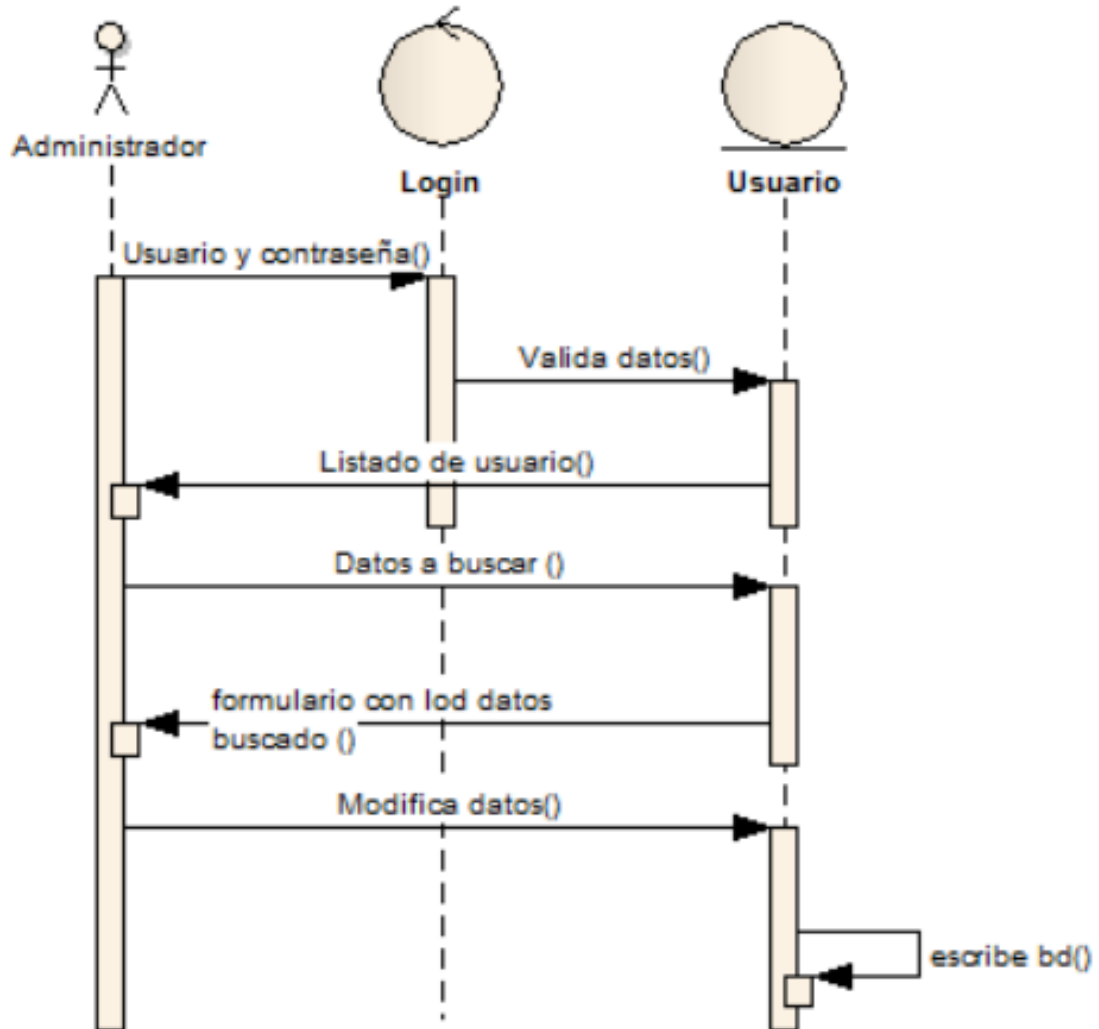 Administrador
Login
Usuario
Usuario y contraseña()
Valida datos()
Listado de usuario()
Datos a buscar ()
formulario con lod datos
buscado ()
Modifica datos()
escribe bd()